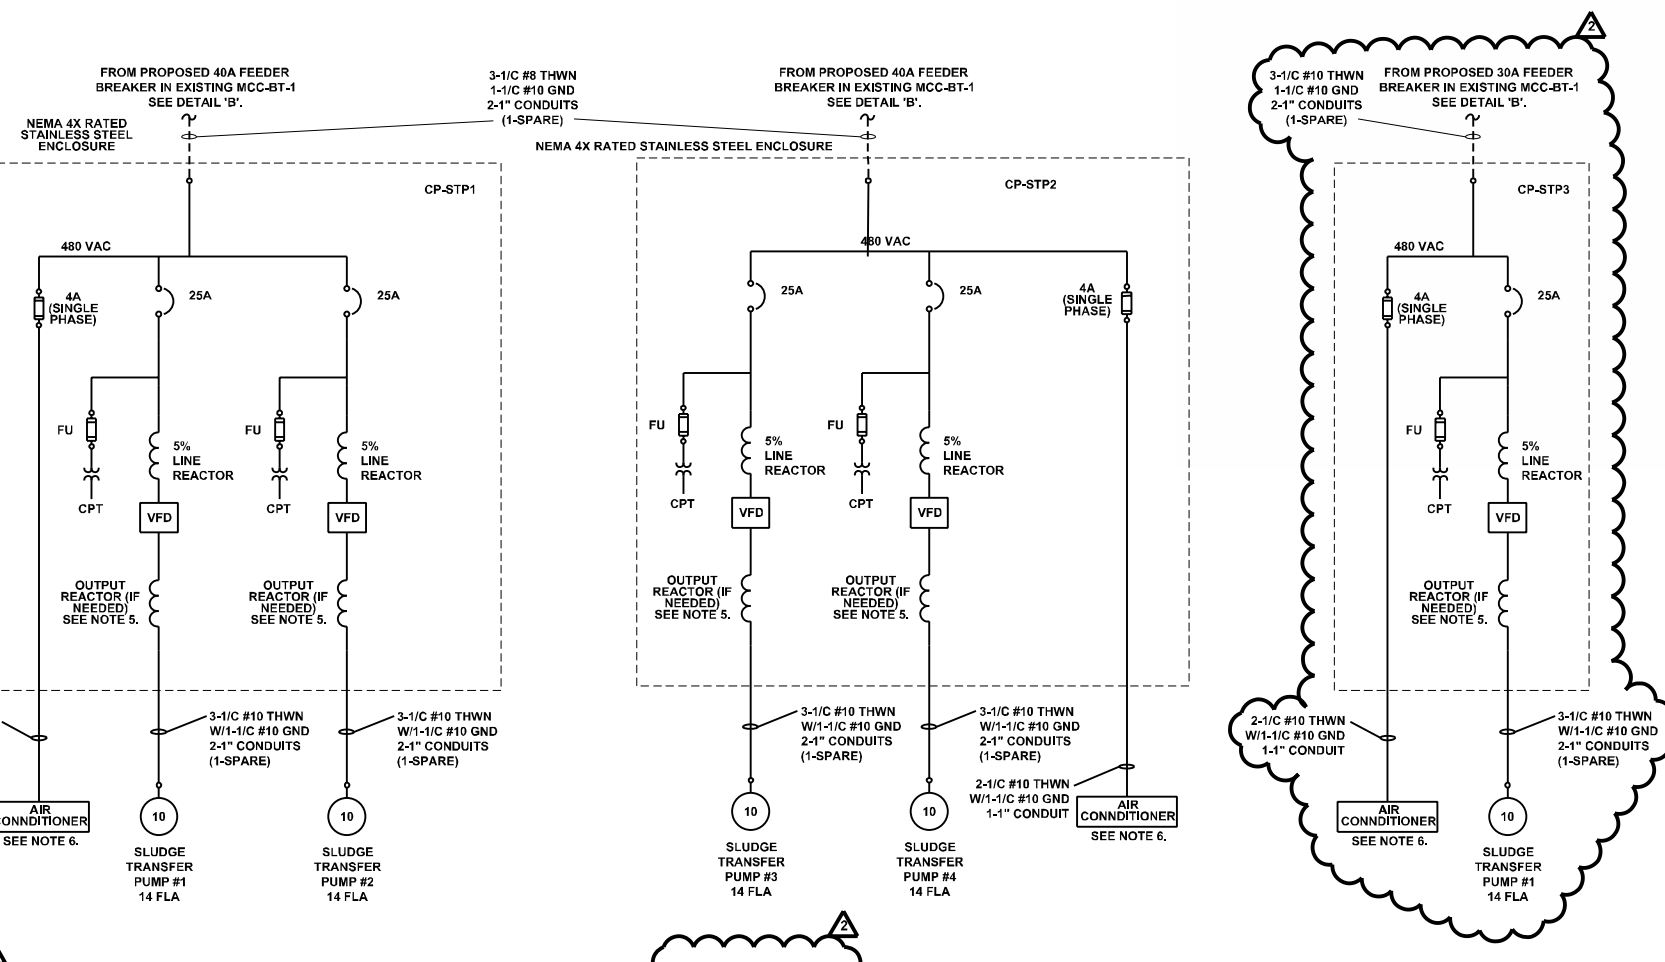 2
FROM PROPOSED 40A FEEDER
BREAKER IN EXISTING MCC-BT-1
SEE DETAIL 'B'.
NEMA 4X RATED
STAINLESS STEEL
ENCLOSURE
3-1/C #8 THWN
1-1/C #10 GND
2-1" CONDUITS
(1-SPARE)
FROM PROPOSED 40A FEEDER
BREAKER IN EXISTING MCC-BT-1
SEE DETAIL 'B'.
NEMA 4X RATED STAINLESS STEEL ENCLOSURE
3-1/C #10 THWN
1-1/C #10 GND
2-1" CONDUITS
(1-SPARE)
FROM PROPOSED 30A FEEDER
BREAKER IN EXISTING MCC-BT-1
SEE DETAIL 'B'.
CP-STP1
480 VAC
4A
(SINGLE
PHASE)
25A
25A
FU
CPT
5%
LINE
REACTOR
VFD
FU
CPT
5%
LINE
REACTOR
VFD
OUTPUT
REACTOR (IF
NEEDED)
SEE NOTE 5.
OUTPUT
REACTOR (IF
NEEDED)
SEE NOTE 5.
3-1/C #10 THWN
W/1-1/C #10 GND
2-1" CONDUITS
(1-SPARE)
3-1/C #10 THWN
W/1-1/C #10 GND
2-1" CONDUITS
(1-SPARE)
AIR
ONNDITIONER
SEE NOTE 6.
10
SLUDGE
TRANSFER
PUMP #1
14 FLA
10
SLUDGE
TRANSFER
PUMP #2
14 FLA
CP-STP2
480 VAC
25A
25A
4A
(SINGLE
PHASE)
FU
CPT
5%
LINE
REACTOR
VFD
FU
CPT
5%
LINE
REACTOR
VFD
OUTPUT
REACTOR (IF
NEEDED)
SEE NOTE 5.
OUTPUT
REACTOR (IF
NEEDED)
SEE NOTE 5.
3-1/C #10 THWN
W/1-1/C #10 GND
2-1" CONDUITS
(1-SPARE)
3-1/C #10 THWN
W/1-1/C #10 GND
2-1" CONDUITS
(1-SPARE)
2-1/C #10 THWN
W/1-1/C #10 GND
1-1" CONDUIT
10
SLUDGE
TRANSFER
PUMP #3
14 FLA
10
SLUDGE
TRANSFER
PUMP #4
14 FLA
AIR
CONNDITIONER
SEE NOTE 6.
CP-STP3
480 VAC
4A
(SINGLE
PHASE)
25A
FU
CPT
5%
LINE
REACTOR
VFD
OUTPUT
REACTOR (IF
NEEDED)
SEE NOTE 5.
2-1/C #10 THWN
W/1-1/C #10 GND
1-1" CONDUIT
3-1/C #10 THWN
W/1-1/C #10 GND
2-1" CONDUITS
(1-SPARE)
AIR
CONNDITIONER
SEE NOTE 6.
10
SLUDGE
TRANSFER
PUMP #1
14 FLA
2